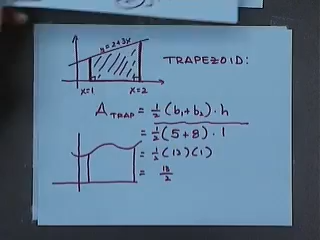 y=2+3x
TRAPEZOID:
x=1 x=2
A TRAP = ½(b₁+b₂)·h
= ½(5+8)·1
= ½(13)(1)
= 13/2